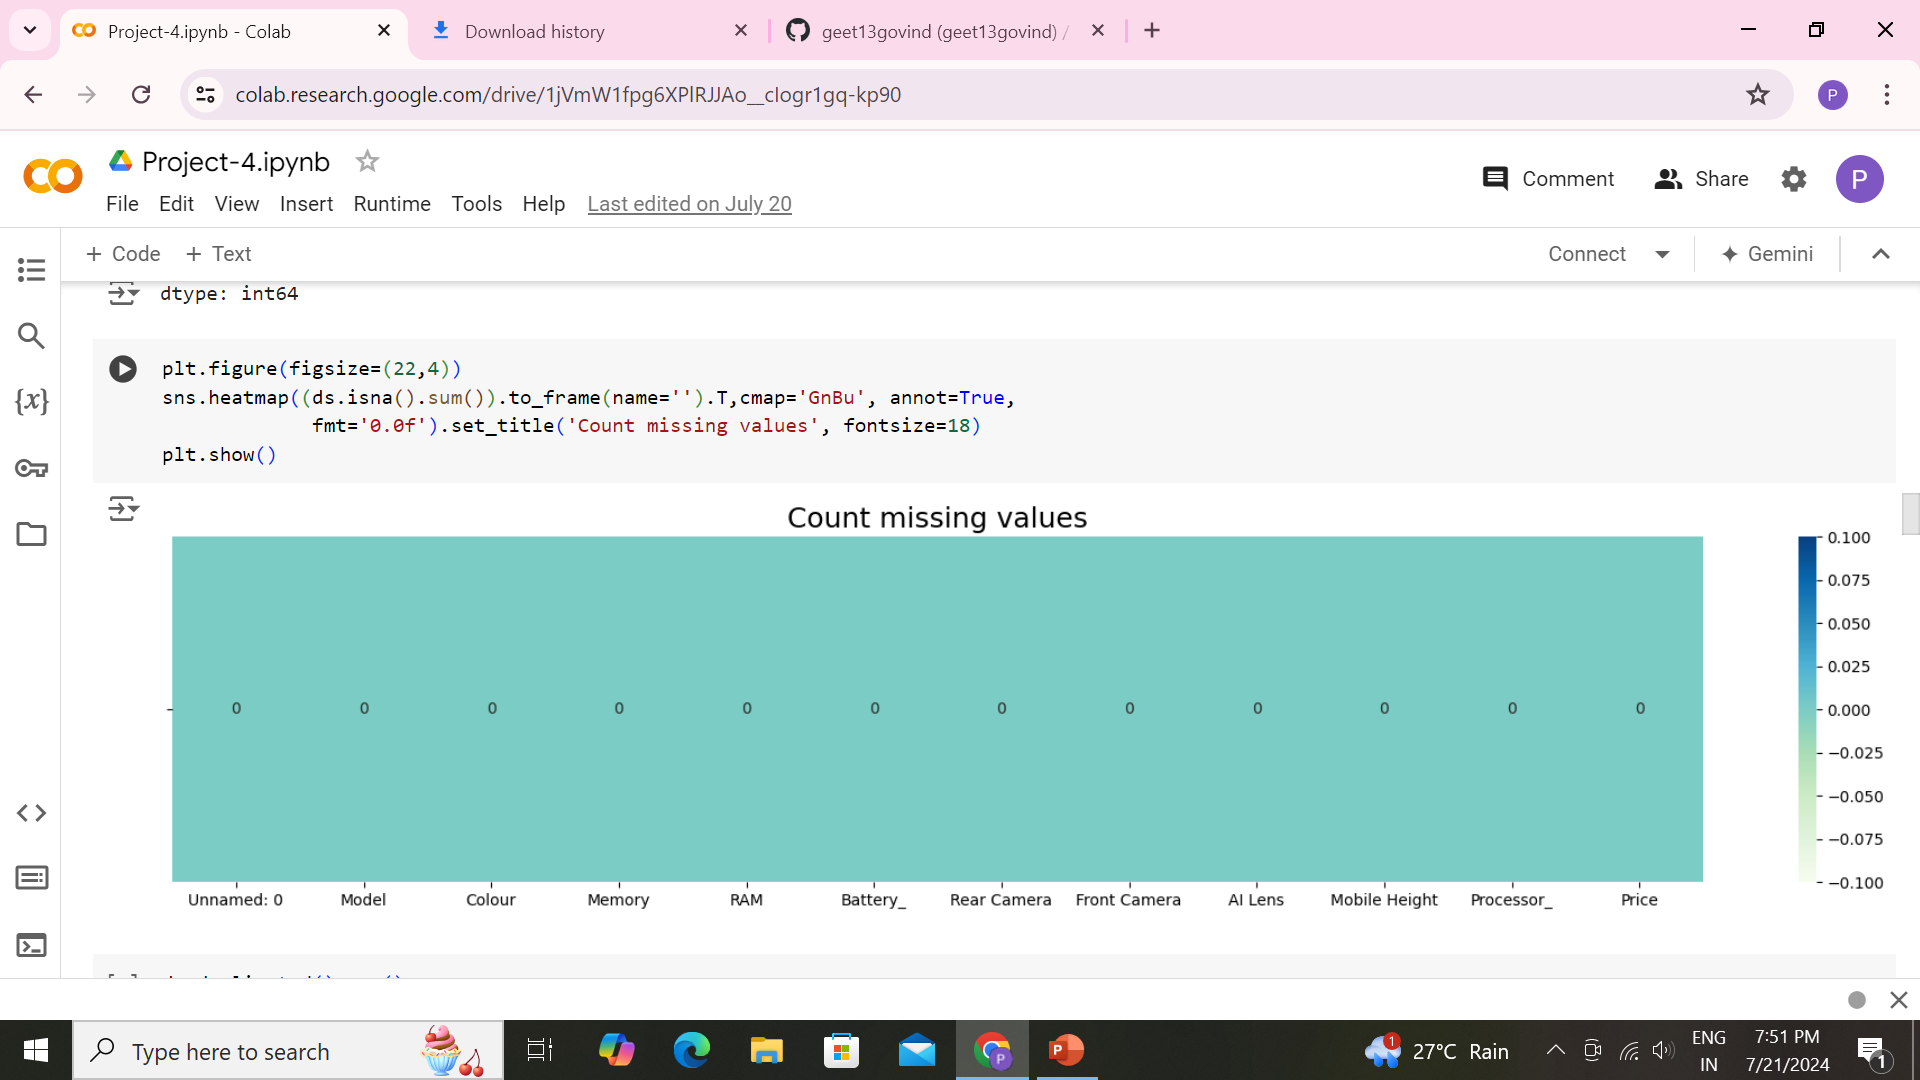 Project-4.ipynb - Colab
Download history
geet13govind (geet13govind) /
colab.research.google.com/drive/1jVmW1fpg6XPlRJJAo__cIogr1gq-kp90
P
Project-4.ipynb
Comment
Share
P
File Edit View Insert Runtime Tools Help Last edited on July 20
+ Code + Text
Connect
Gemini
dtype: int64
plt.figure(figsize=(22,4))
sns.heatmap((ds.isna().sum()).to_frame(name='').T,cmap='GnBu', annot=True,
fmt='0.0f').set_title('Count missing values', fontsize=18)
plt.show()
Count missing values
0.100
0.075
0.050
0.025
0.000
−0.025
−0.050
−0.075
−0.100
0 0 0 0 0 0 0 0 0 0 0 0
Unnamed: 0 Model Colour Memory RAM Battery_ Rear Camera Front Camera AI Lens Mobile Height Processor_ Price
Type here to search
1
27°C Rain
ENG
IN
7:51 PM
7/21/2024
1